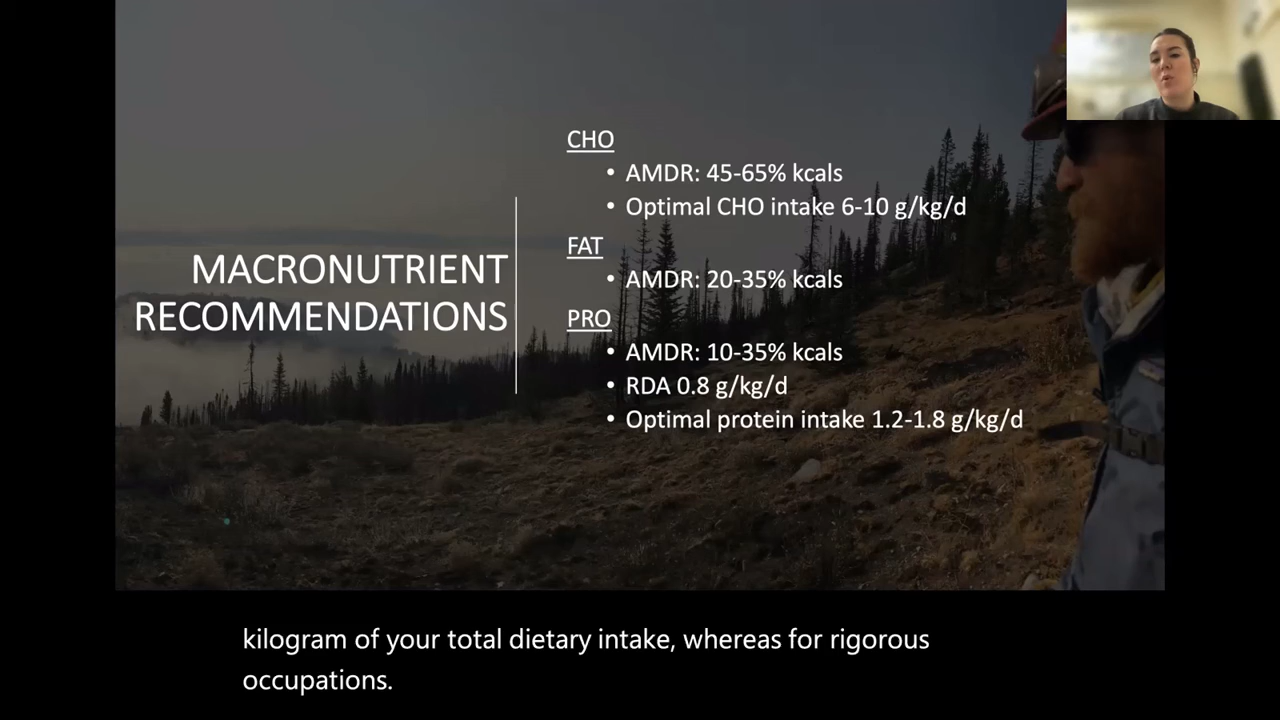 MACRONUTRIENT
RECOMMENDATIONS
CHO
• AMDR: 45-65% kcals
• Optimal CHO intake 6-10 g/kg/d
FAT
• AMDR: 20-35% kcals
PRO
• AMDR: 10-35% kcals
• RDA 0.8 g/kg/d
• Optimal protein intake 1.2-1.8 g/kg/d
kilogram of your total dietary intake, whereas for rigorous
occupations.